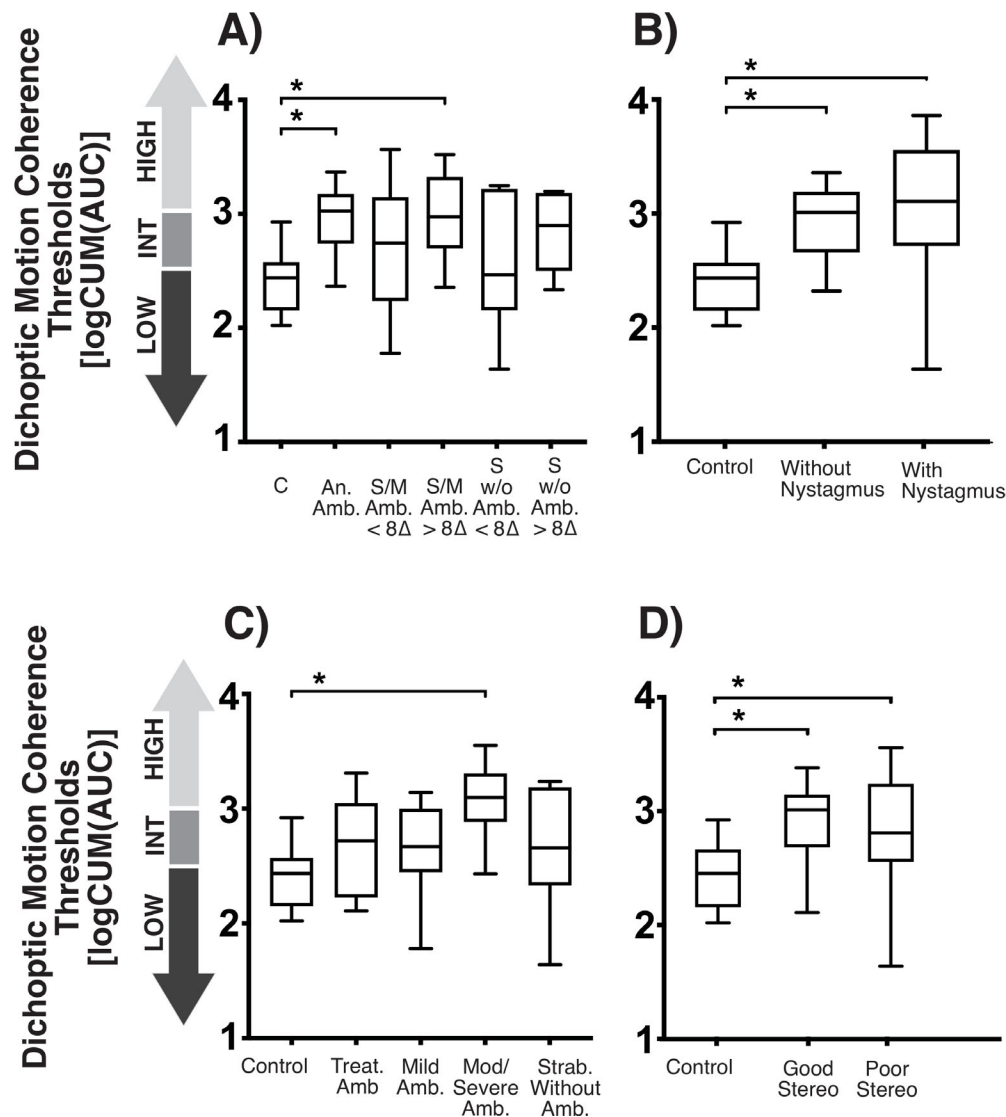 A)
Dichoptic Motion Coherence
Thresholds
[logCUM(AUC)]
HIGH
INT
LOW
4
3
2
1
*
*
C
An.
Amb.
S/M
Amb.
< 8Δ
S/M
Amb.
> 8Δ
S
w/o
Amb.
< 8Δ
S
w/o
Amb.
> 8Δ
B)
4
3
2
1
*
*
Control
Without
Nystagmus
With
Nystagmus
C)
Dichoptic Motion Coherence
Thresholds
[logCUM(AUC)]
HIGH
INT
LOW
4
3
2
1
*
Control
Treat.
Amb
Mild
Amb.
Mod/
Severe
Amb.
Strab.
Without
Amb.
D)
4
3
2
1
*
*
Control
Good
Stereo
Poor
Stereo